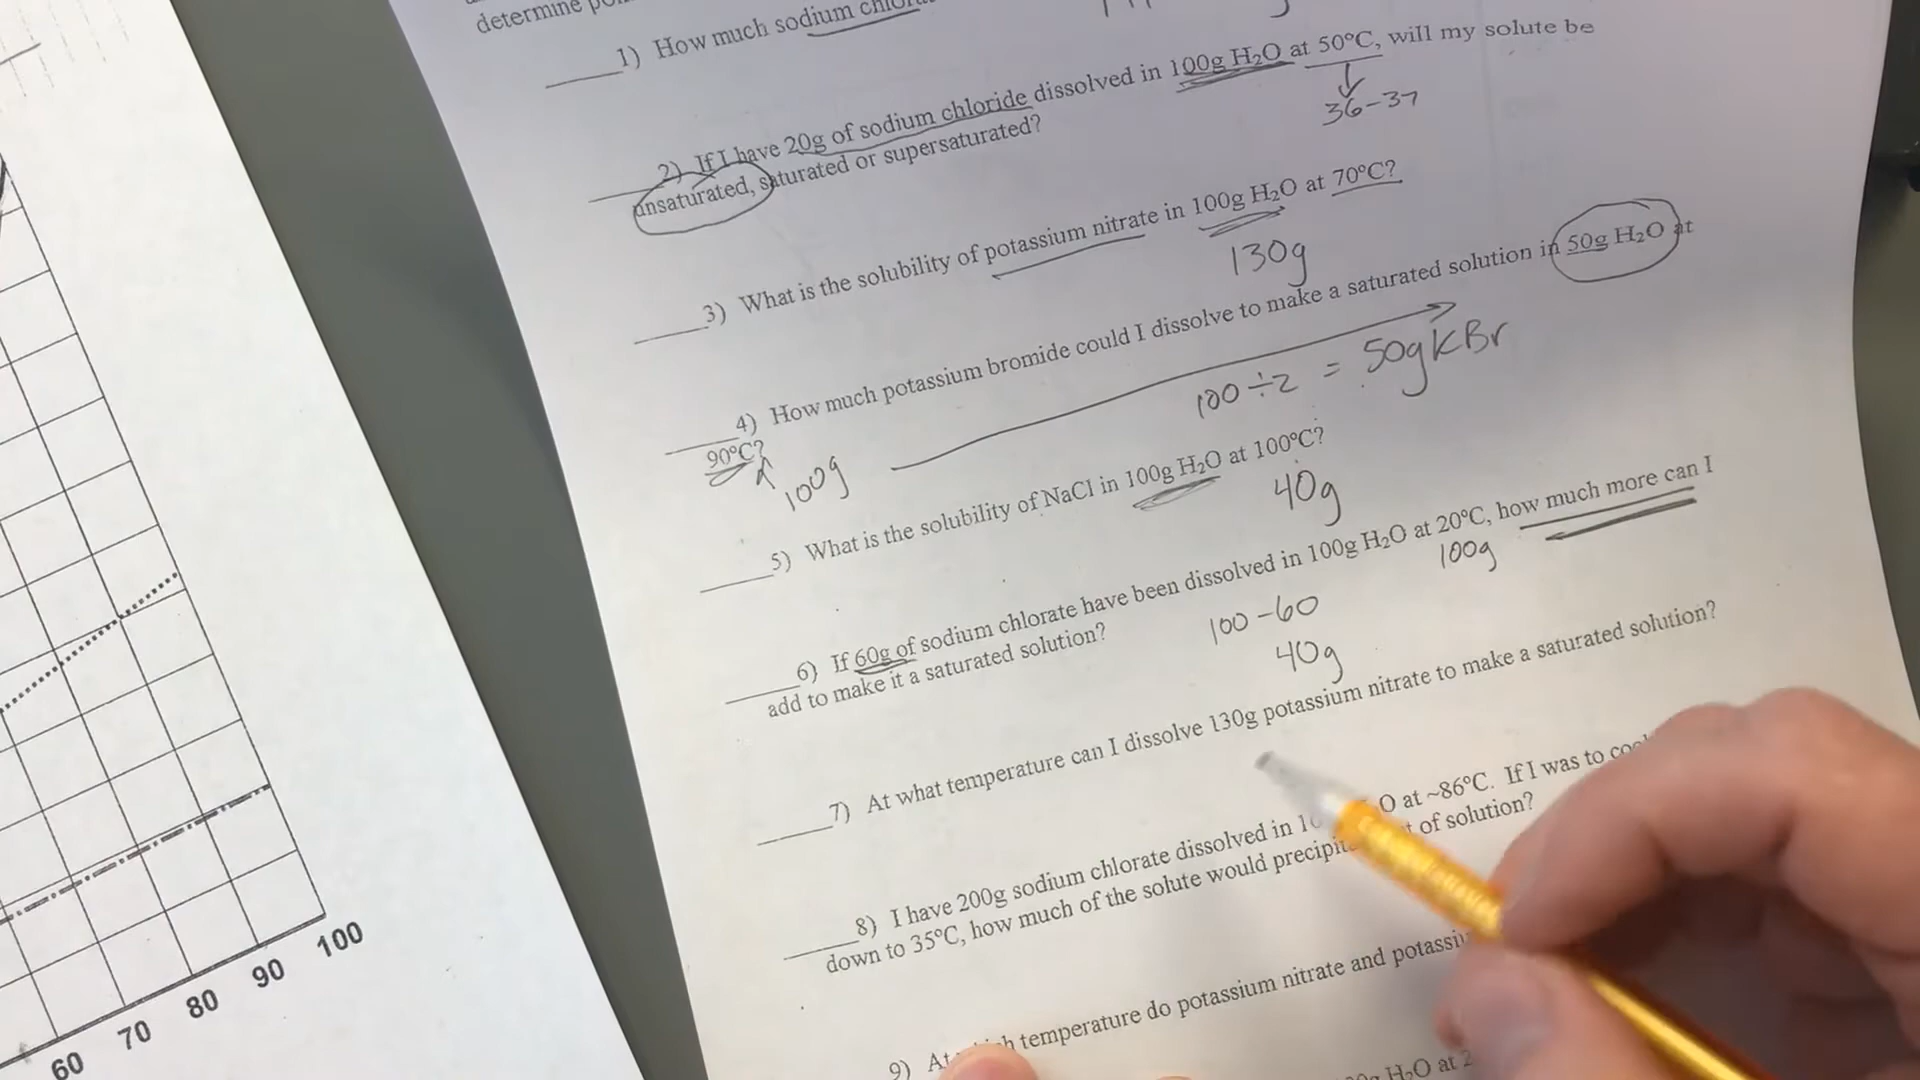 determine
1) How much sodium
2) If I have 20g of sodium chloride dissolved in 100g H₂O at 50°C, will my solute be
unsaturated, saturated or supersaturated?
36-37
3) What is the solubility of potassium nitrate in 100g H₂O at 70°C?
130g
4) How much potassium bromide could I dissolve to make a saturated solution in 50g H₂O at
90°C?
100g
100÷2 = 50g KBr
5) What is the solubility of NaCl in 100g H₂O at 100°C?
40g
6) If 60g of sodium chlorate have been dissolved in 100g H₂O at 20°C, how much more can I
add to make it a saturated solution?
100g
100-60
40g
7) At what temperature can I dissolve 130g potassium nitrate to make a saturated solution?
8) I have 200g sodium chlorate dissolved in O at ~86°C. If I was to
down to 35°C, how much of the solute would of solution?
9) At temperature do potassium nitrate and
H₂O at
60 70 80 90 100